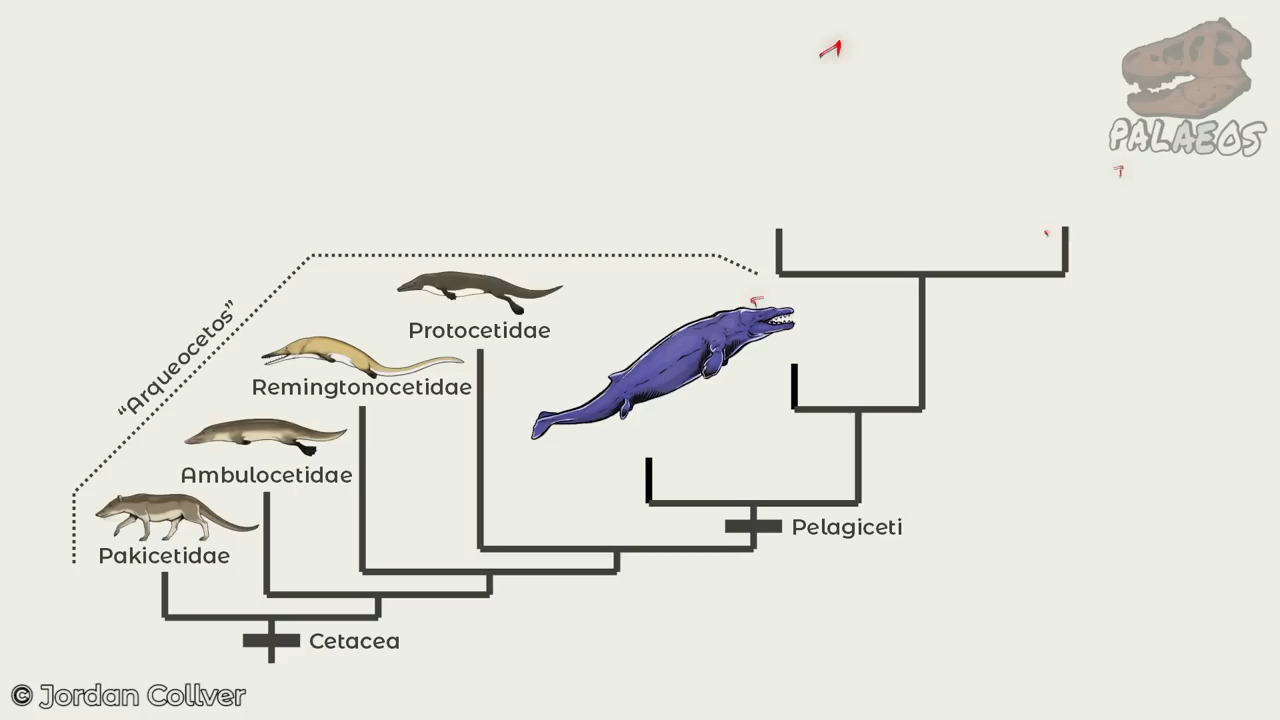 PALAEOS
"Arqueocetos"
Protocetidae
Remingtonocetidae
Ambulocetidae
Pakicetidae
Pelagiceti
Cetacea
© Jordan Collver